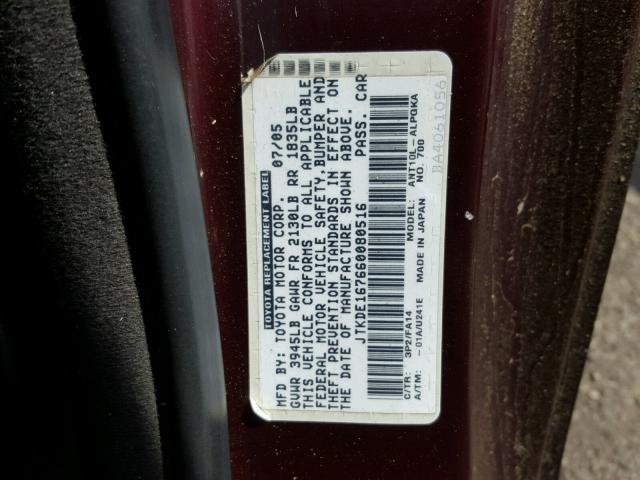 TOYOTA REPLACEMENT LABEL
MFD BY: TOYOTA MOTOR CORP. 07/05
GVWR 3945LB GAWR FR 2130LB RR 1835LB
THIS VEHICLE CONFORMS TO ALL APPLICABLE
FEDERAL MOTOR VEHICLE SAFETY, BUMPER AND
THEFT PREVENTION STANDARDS IN EFFECT ON
THE DATE OF MANUFACTURE SHOWN ABOVE.
JTKDE167660080516 PASS. CAR
C/TR: 3P2/FA14 MODEL: ANT10L-ALPGKA
A/TM: -01A/U241E MADE IN JAPAN NO. 700
BA4061056